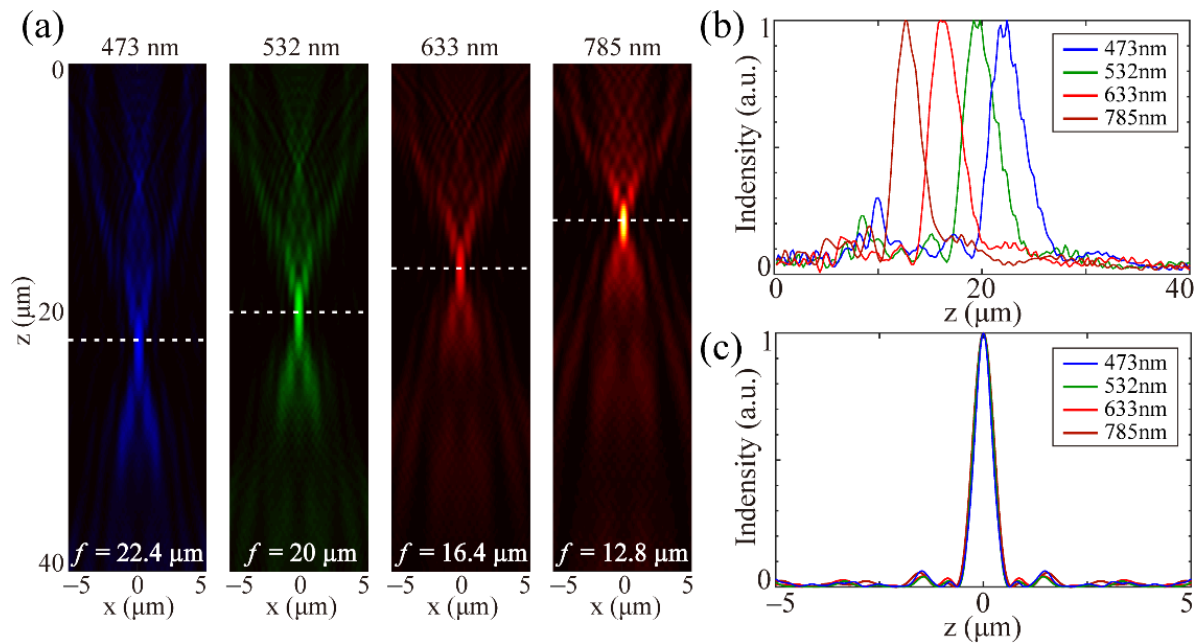 (a)
473 nm
532 nm
633 nm
785 nm
0
20
40
z (μm)
f = 22.4 μm
f = 20 μm
f = 16.4 μm
f = 12.8 μm
−5 0 5
−5 0 5
−5 0 5
−5 0 5
x (μm)
x (μm)
x (μm)
x (μm)
(b)
1
0
Indensity (a.u.)
473nm
532nm
633nm
785nm
0 10 20 30 40
z (μm)
(c)
1
0
Indensity (a.u.)
473nm
532nm
633nm
785nm
−5 0 5
z (μm)